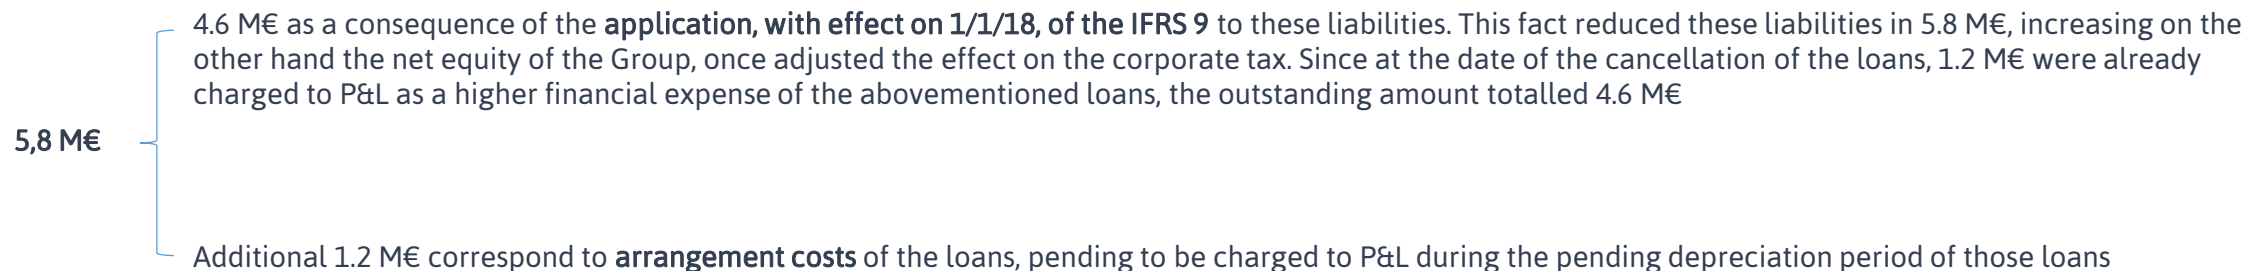 4.6 M€ as a consequence of the application, with effect on 1/1/18, of the IFRS 9 to these liabilities. This fact reduced these liabilities in 5.8 M€, increasing on the
other hand the net equity of the Group, once adjusted the effect on the corporate tax. Since at the date of the cancellation of the loans, 1.2 M€ were already
charged to P&L as a higher financial expense of the abovementioned loans, the outstanding amount totalled 4.6 M€
5,8 M€
Additional 1.2 M€ correspond to arrangement costs of the loans, pending to be charged to P&L during the pending depreciation period of those loans